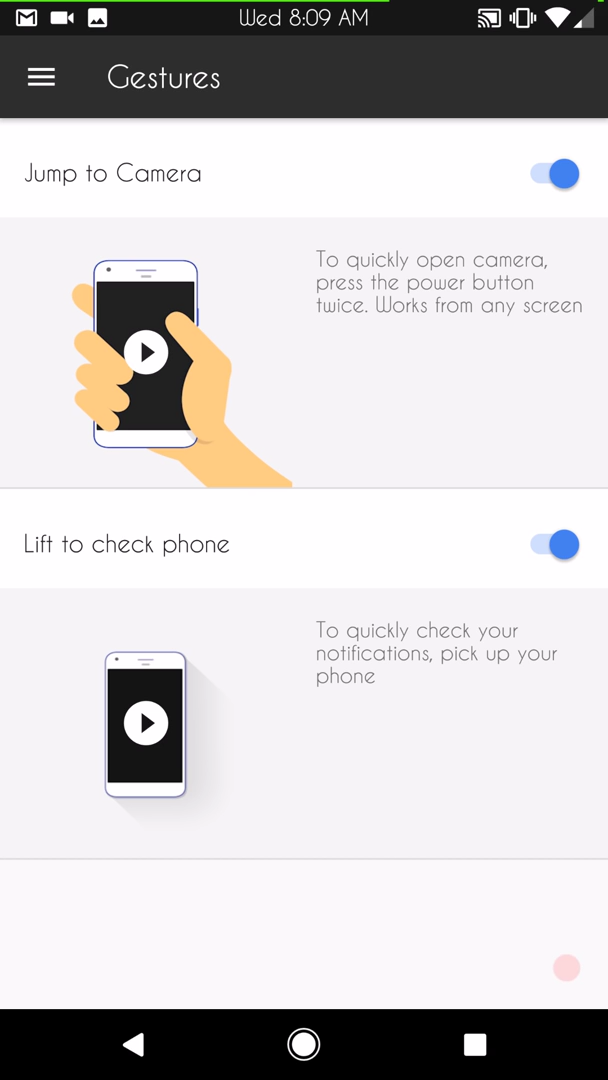 Wed 8:09 AM
Gestures
Jump to Camera
To quickly open camera,
press the power button
twice. Works from any screen
Lift to check phone
To quickly check your
notifications, pick up your
phone